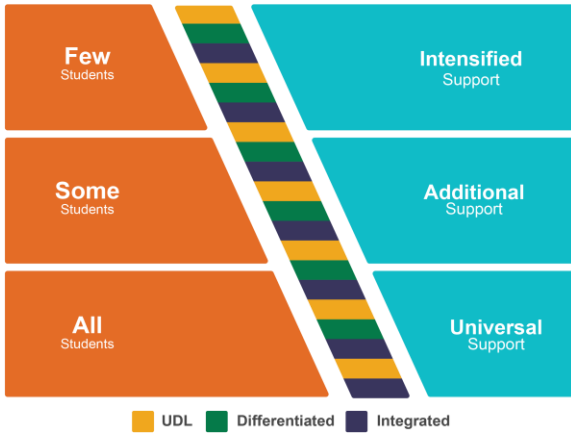 Few
Students
Intensified
Support
Some
Students
Additional
Support
All
Students
Universal
Support
UDL Differentiated Integrated